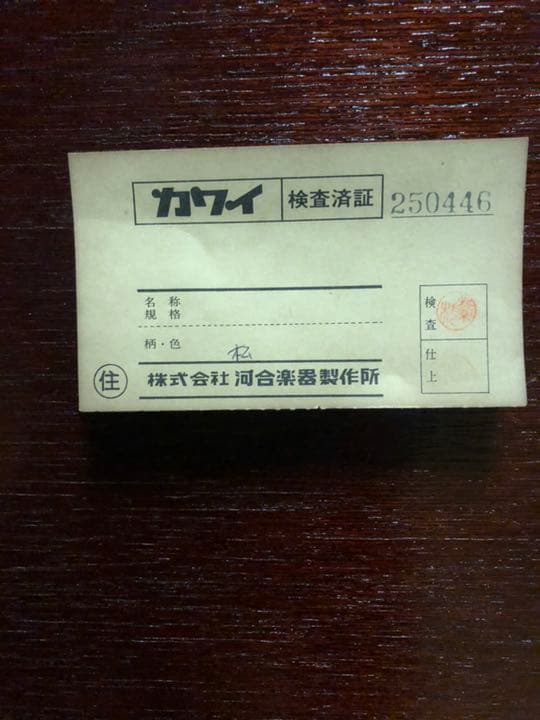 カワイ 検査済証 250446
名称
規格
検査
柄・色 松
仕上
住 株式会社 河合楽器製作所